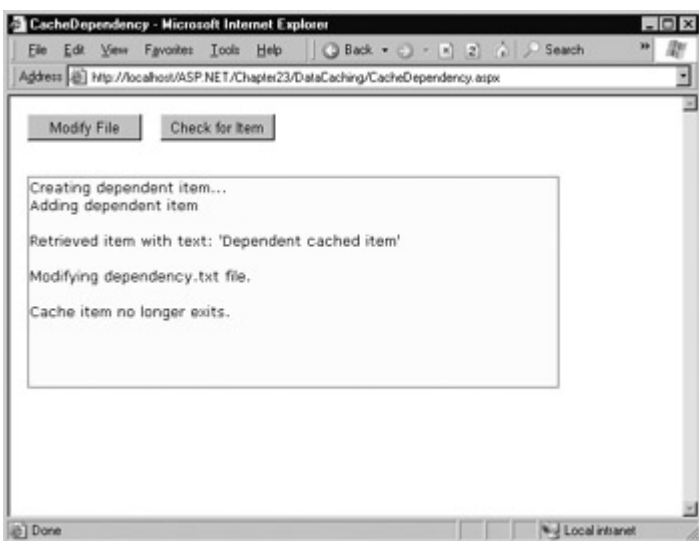 CacheDependency - Microsoft Internet Explorer
File Edit View Favorites Tools Help Back Search »
Address http://localhost/ASP.NET/Chapter23/DataCaching/CacheDependency.aspx
Modify File Check for Item
Creating dependent item...
Adding dependent item
Retrieved item with text: 'Dependent cached item'
Modifying dependency.txt file.
Cache item no longer exits.
Done Local intranet